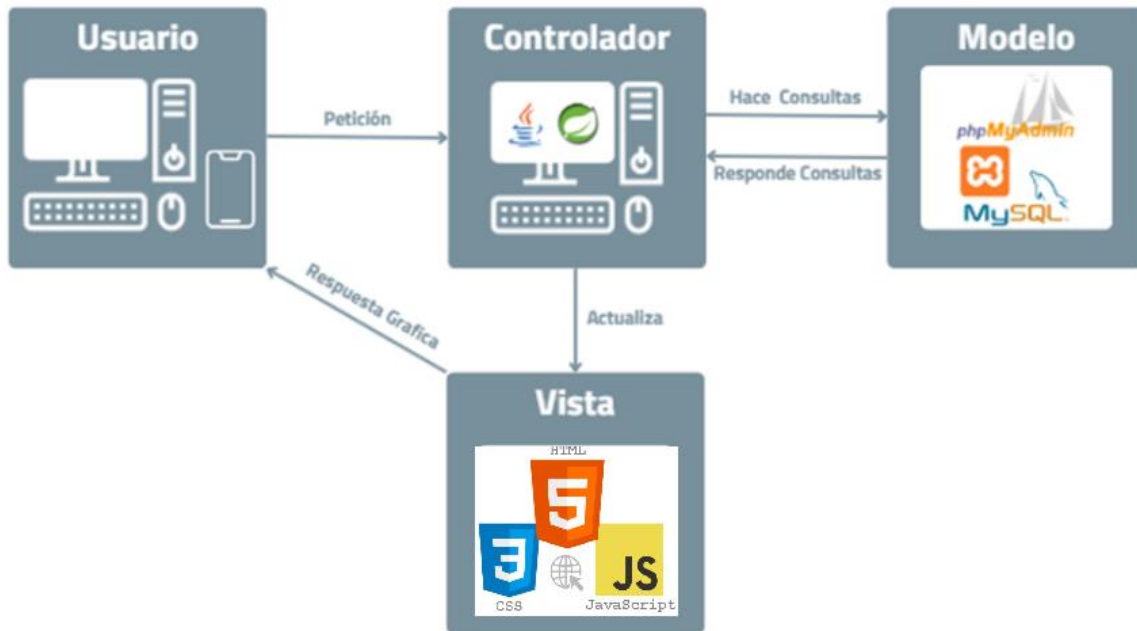 Usuario
Controlador
Modelo
Petición
Hace Consultas
Responde Consultas
phpMyAdmin
MySQL
Respuesta Grafica
Actualiza
Vista
HTML
5
3
JS
CSS
JavaScript